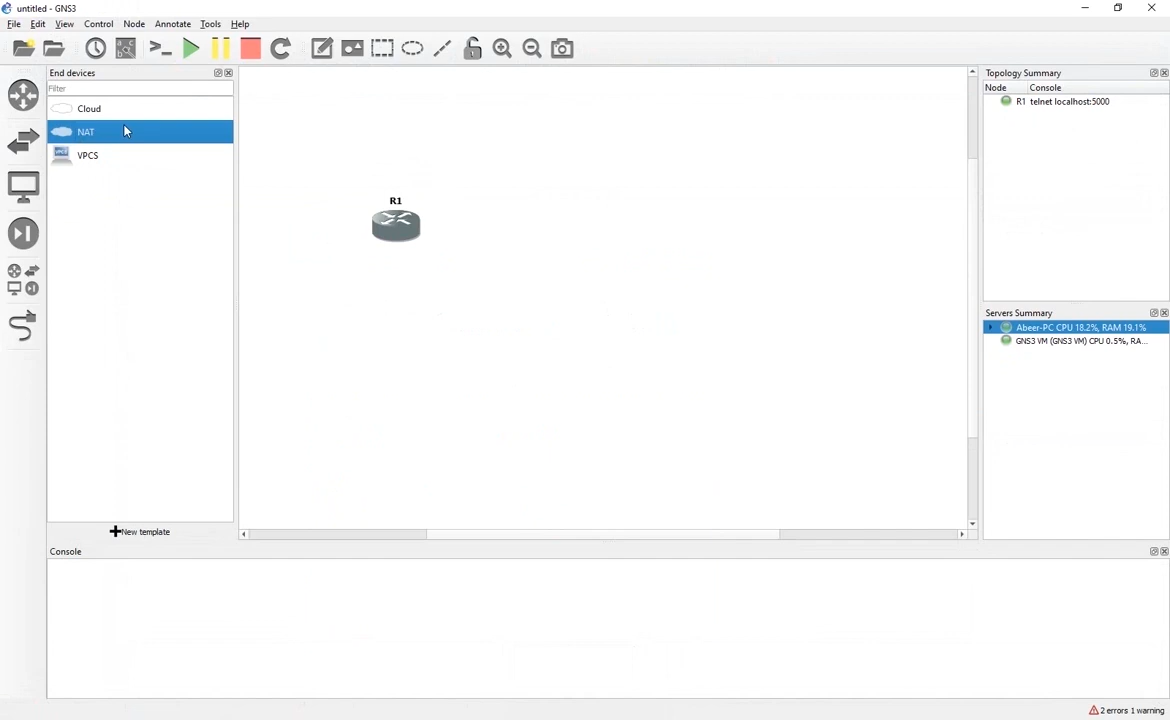 untitled - GNS3
File Edit View Control Node Annotate Tools Help
End devices
Filter
Cloud
NAT
VPCS
New template
R1
Topology Summary
Node Console
R1 telnet localhost:5000
Servers Summary
Abeer-PC CPU 18.2%, RAM 19.1%
GNS3 VM (GNS3 VM) CPU 0.5%, RA...
Console
2 errors 1 warning